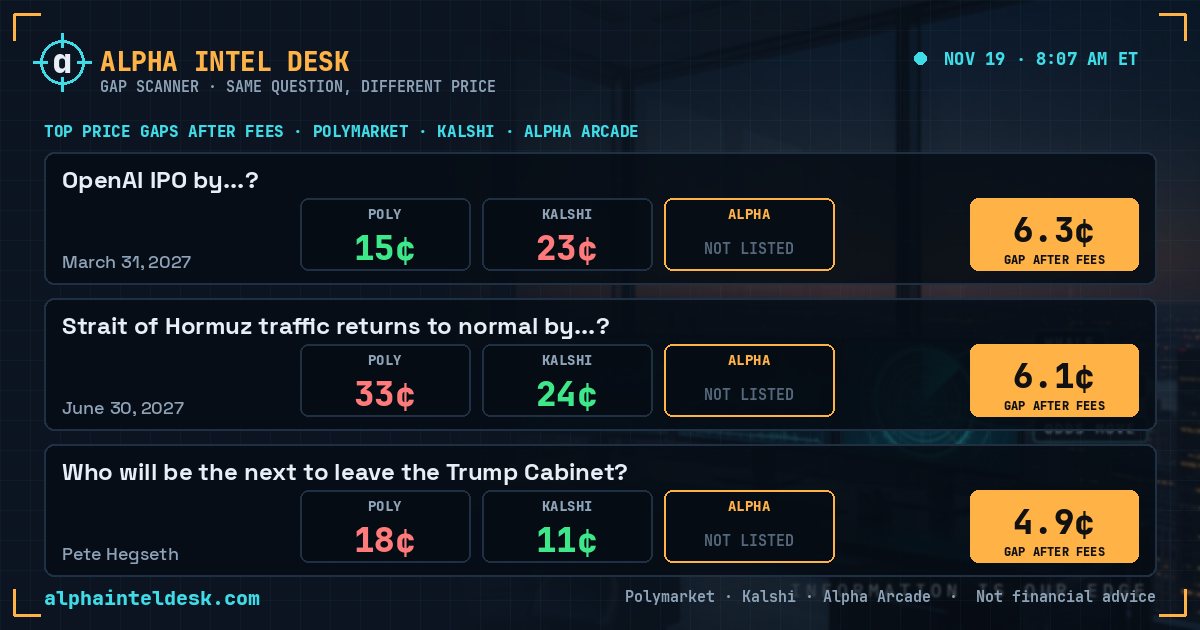 α
ALPHA INTEL DESK
GAP SCANNER · SAME QUESTION, DIFFERENT PRICE
NOV 19 · 8:07 AM ET
TOP PRICE GAPS AFTER FEES · POLYMARKET · KALSHI · ALPHA ARCADE
OpenAI IPO by...?
March 31, 2027
POLY
15¢
KALSHI
23¢
ALPHA
NOT LISTED
6.3¢
GAP AFTER FEES
Strait of Hormuz traffic returns to normal by...?
June 30, 2027
POLY
33¢
KALSHI
24¢
ALPHA
NOT LISTED
6.1¢
GAP AFTER FEES
Who will be the next to leave the Trump Cabinet?
Pete Hegseth
POLY
18¢
KALSHI
11¢
ALPHA
NOT LISTED
4.9¢
GAP AFTER FEES
INFORMATION IS OUR EDGE
alphainteldesk.com
Polymarket · Kalshi · Alpha Arcade · Not financial advice